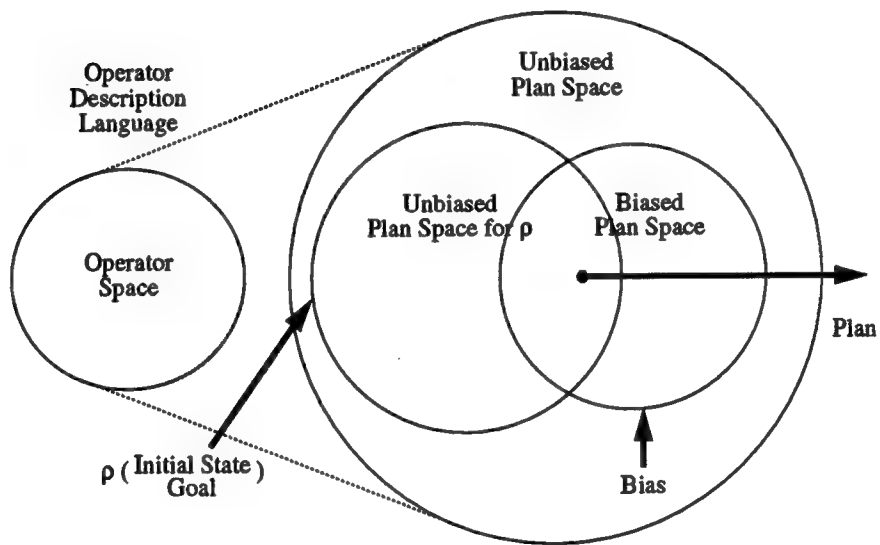 Operator
Description
Language
Unbiased
Plan Space
Unbiased
Plan Space for ρ
Biased
Plan Space
Operator
Space
Plan
ρ ( Initial State )
Goal
Bias